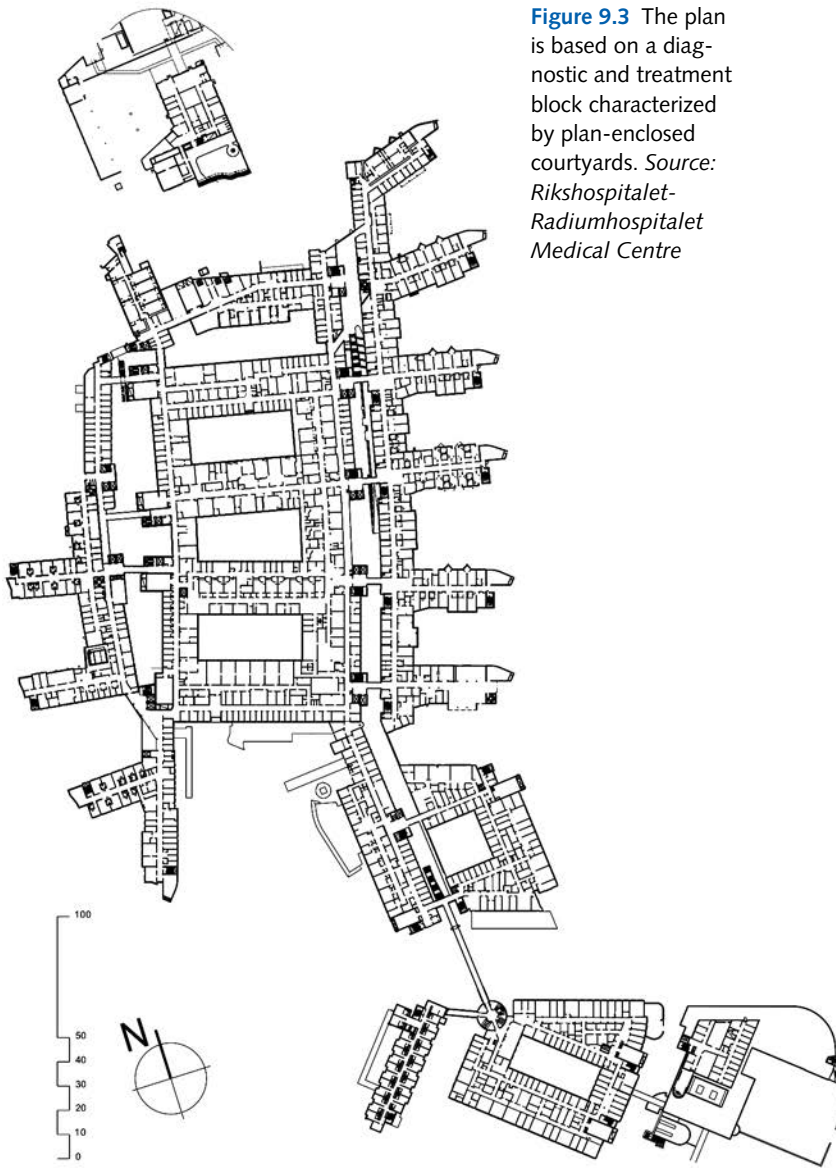 Figure 9.3 The plan
is based on a diag-
nostic and treatment
block characterized
by plan-enclosed
courtyards. Source:
Rikshospitalet-
Radiumhospitalet
Medical Centre
100
50
40
30
20
10
0
N